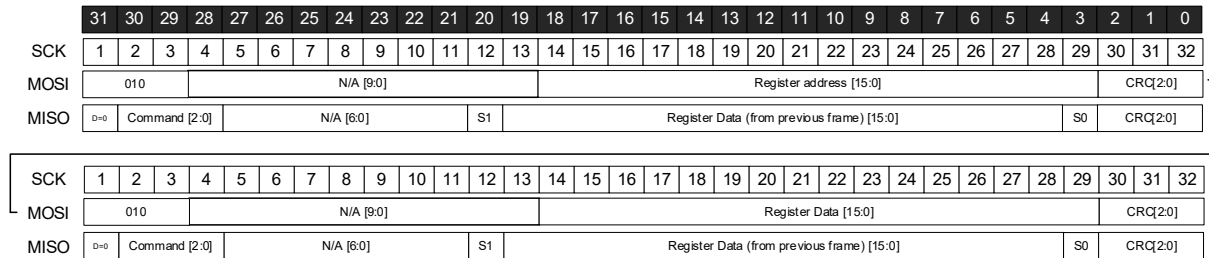 31 30 29 28 27 26 25 24 23 22 21 20 19 18 17 16 15 14 13 12 11 10 9 8 7 6 5 4 3 2 1 0
SCK 1 2 3 4 5 6 7 8 9 10 11 12 13 14 15 16 17 18 19 20 21 22 23 24 25 26 27 28 29 30 31 32
MOSI 010 N/A [9:0] Register address [15:0] CRC[2:0]
MISO D=0 Command [2:0] N/A [6:0] S1 Register Data (from previous frame) [15:0] S0 CRC[2:0]
SCK 1 2 3 4 5 6 7 8 9 10 11 12 13 14 15 16 17 18 19 20 21 22 23 24 25 26 27 28 29 30 31 32
MOSI 010 N/A [9:0] Register Data [15:0] CRC[2:0]
MISO D=0 Command [2:0] N/A [6:0] S1 Register Data (from previous frame) [15:0] S0 CRC[2:0]